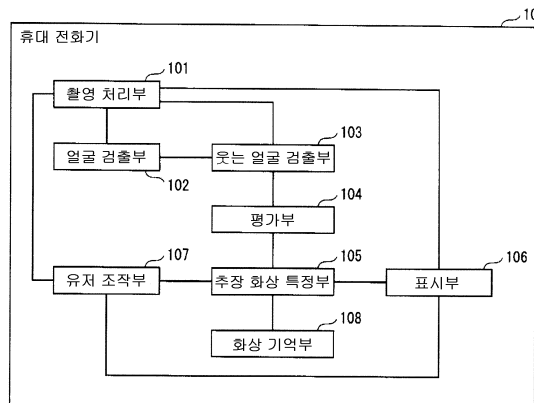 10
휴대 전화기
101
촬영 처리부
103
얼굴 검출부
웃는 얼굴 검출부
102
104
평가부
107
105
106
유저 조작부
추장 화상 특정부
표시부
108
화상 기억부